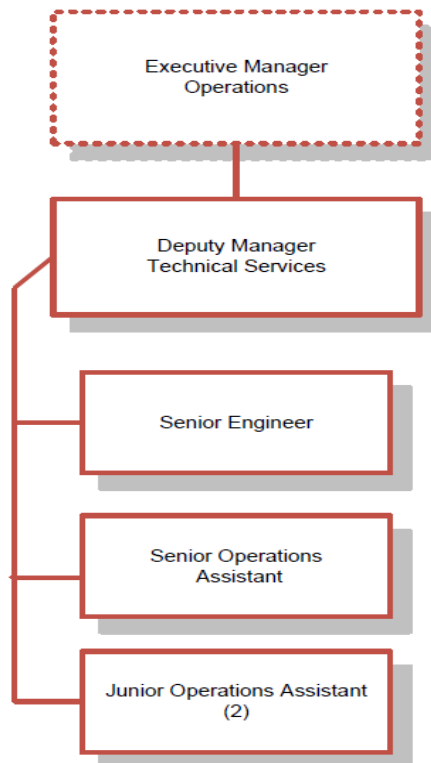 Executive Manager
Operations
Deputy Manager
Technical Services
Senior Engineer
Senior Operations
Assistant
Junior Operations Assistant
(2)